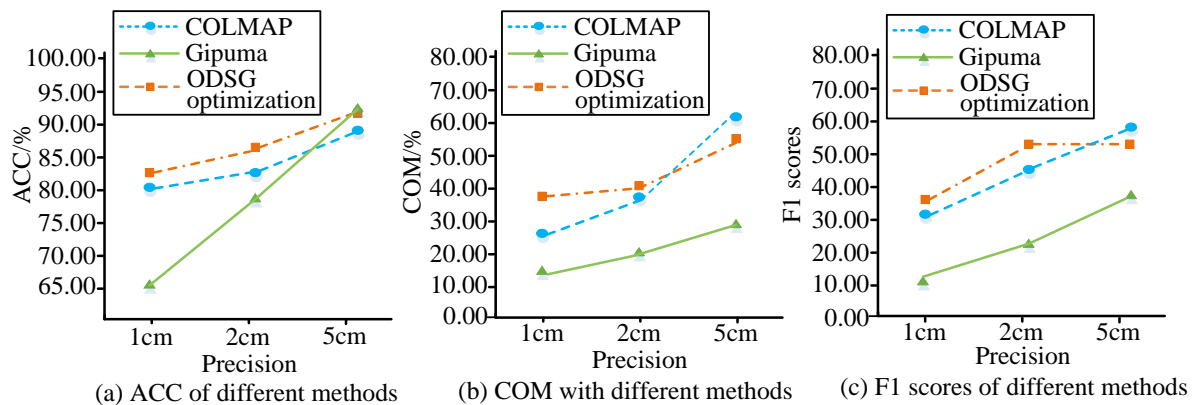 COLMAP
Gipuma
ODSG
optimization
100.00
95.00
90.00
85.00
80.00
75.00
70.00
65.00
ACC/%
1cm
2cm
5cm
Precision
(a) ACC of different methods
COLMAP
Gipuma
ODSG
optimization
80.00
70.00
60.00
50.00
40.00
30.00
20.00
10.00
0.00
COM/%
1cm
2cm
5cm
Precision
(b) COM with different methods
COLMAP
Gipuma
ODSG
optimization
80.00
70.00
60.00
50.00
40.00
30.00
20.00
10.00
0.00
F1 scores
1cm
2cm
5cm
Precision
(c) F1 scores of different methods